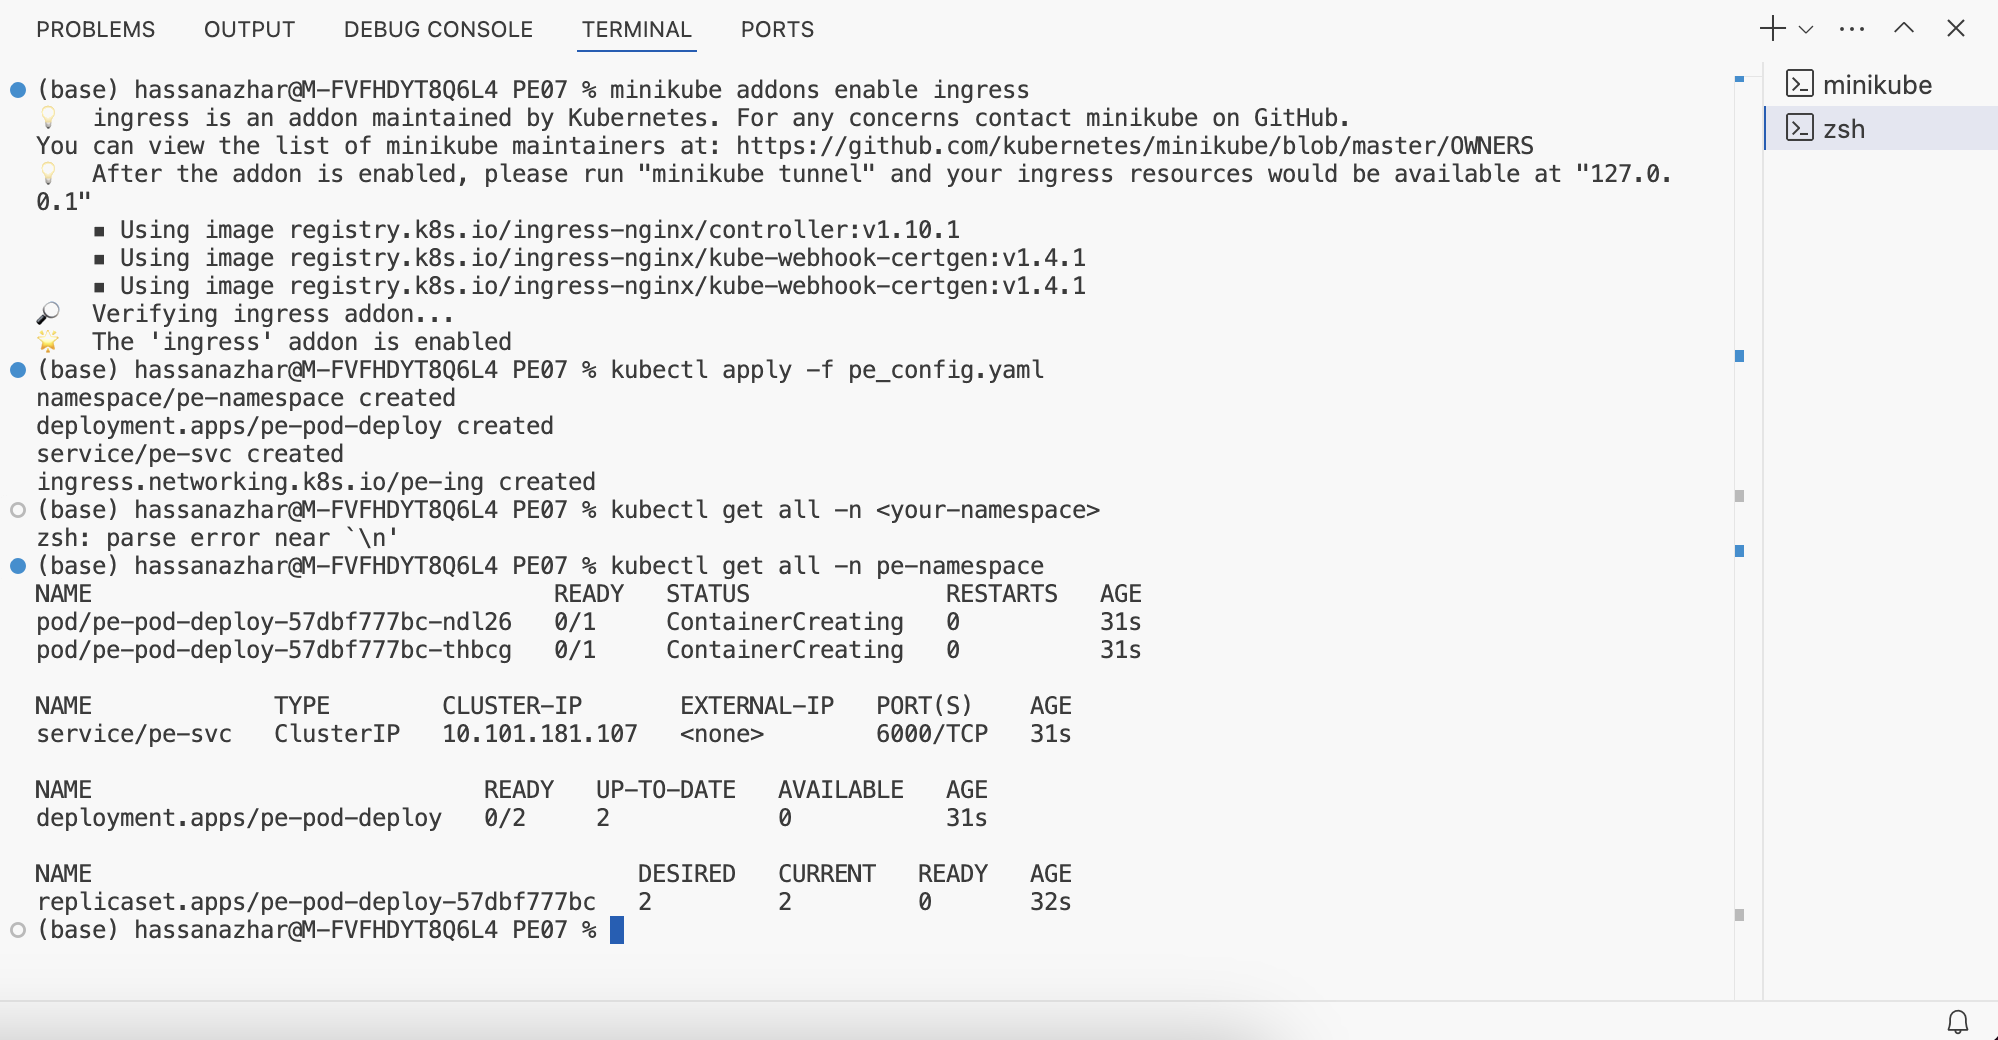 PROBLEMS OUTPUT DEBUG CONSOLE TERMINAL PORTS
(base) hassanazhar@M-FVFHDYT8Q6L4 PE07 % minikube addons enable ingress
💡 ingress is an addon maintained by Kubernetes. For any concerns contact minikube on GitHub.
You can view the list of minikube maintainers at: https://github.com/kubernetes/minikube/blob/master/OWNERS
💡 After the addon is enabled, please run "minikube tunnel" and your ingress resources would be available at "127.0.
0.1"
▪ Using image registry.k8s.io/ingress-nginx/controller:v1.10.1
▪ Using image registry.k8s.io/ingress-nginx/kube-webhook-certgen:v1.4.1
▪ Using image registry.k8s.io/ingress-nginx/kube-webhook-certgen:v1.4.1
🔎 Verifying ingress addon...
🌟 The 'ingress' addon is enabled
(base) hassanazhar@M-FVFHDYT8Q6L4 PE07 % kubectl apply -f pe_config.yaml
namespace/pe-namespace created
deployment.apps/pe-pod-deploy created
service/pe-svc created
ingress.networking.k8s.io/pe-ing created
(base) hassanazhar@M-FVFHDYT8Q6L4 PE07 % kubectl get all -n <your-namespace>
zsh: parse error near `\n'
(base) hassanazhar@M-FVFHDYT8Q6L4 PE07 % kubectl get all -n pe-namespace
NAME READY STATUS RESTARTS AGE
pod/pe-pod-deploy-57dbf777bc-ndl26 0/1 ContainerCreating 0 31s
pod/pe-pod-deploy-57dbf777bc-thbcg 0/1 ContainerCreating 0 31s
NAME TYPE CLUSTER-IP EXTERNAL-IP PORT(S) AGE
service/pe-svc ClusterIP 10.101.181.107 <none> 6000/TCP 31s
NAME READY UP-TO-DATE AVAILABLE AGE
deployment.apps/pe-pod-deploy 0/2 2 0 31s
NAME DESIRED CURRENT READY AGE
replicaset.apps/pe-pod-deploy-57dbf777bc 2 2 0 32s
(base) hassanazhar@M-FVFHDYT8Q6L4 PE07 %
minikube
zsh